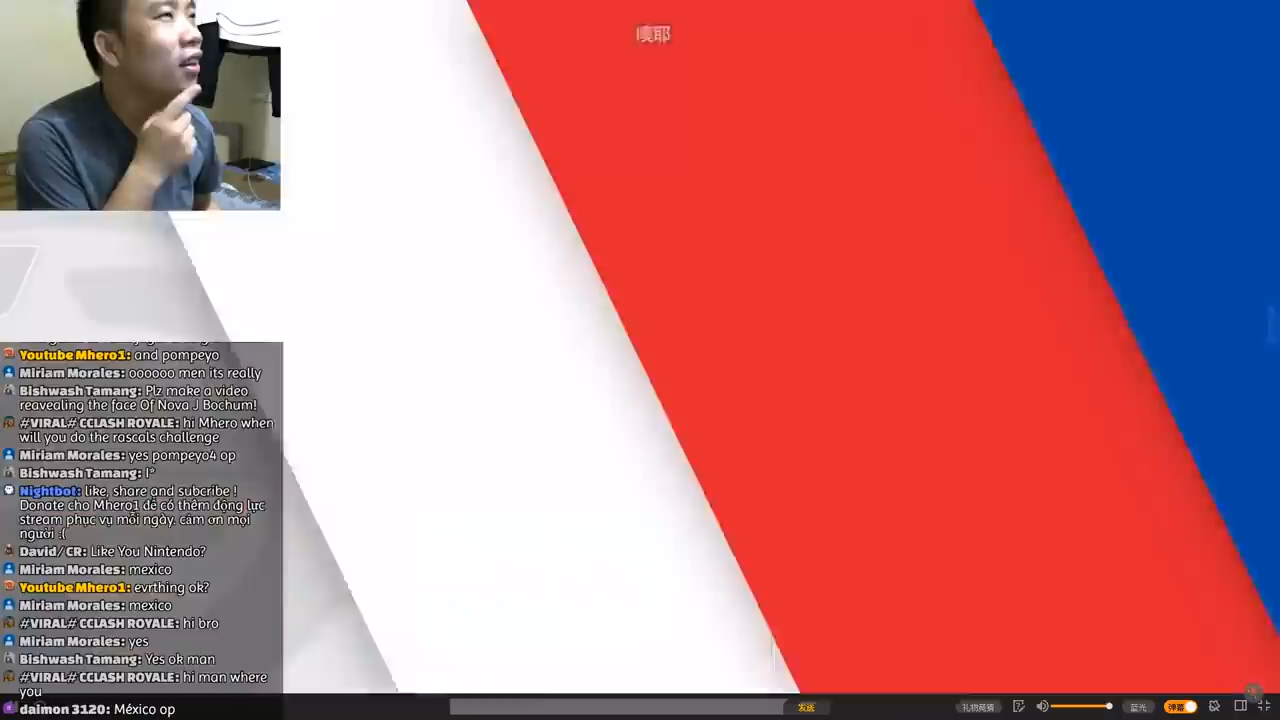 嘆耶
Youtube Mhero1: and pompeyo
Miriam Morales: oooooo men its really
Bishwash Tamang: Plz make a video
reavealing the face Of Nova J Bochum!
#VIRAL# CCLASH ROYALE: hi Mhero when
will you do the rascals challenge
Miriam Morales: yes pompeyo4 op
Bishwash Tamang: I*
Nightbot: like, share and subcribe !
Donate cho Mhero1 để có thêm động lực
stream phục vụ mỗi ngày. cảm ơn mọi
người :(
David/CR: Like You Nintendo?
Miriam Morales: mexico
Youtube Mhero1: evrthing ok?
Miriam Morales: mexico
#VIRAL# CCLASH ROYALE: hi bro
Miriam Morales: yes
Bishwash Tamang: Yes ok man
#VIRAL# CCLASH ROYALE: hi man where
you
daimon 3120: México op
发送
礼物竞猜
蓝光
弹幕